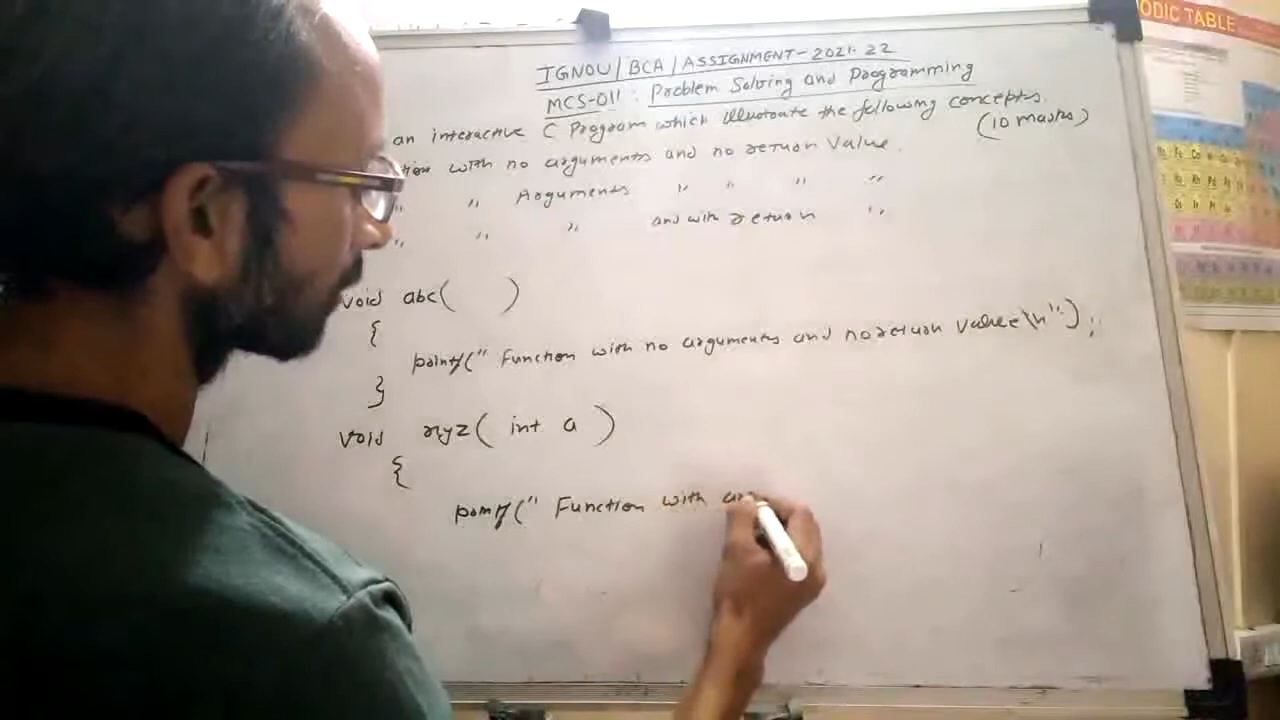 IGNOU/BCA/ASSIGNMENT-2021-22
MCS-011: Problem Solving and Programming
an interactive C Program which illustrate the following concepts.
(10 marks)
tion with no arguments and no return value.
" " Arguments " " " "
" " " and with return "
void abc( )
{
printf(" Function with no arguments and no return value\n");
}
void xyz( int a )
{
printf(" Function with
ODIC TABLE